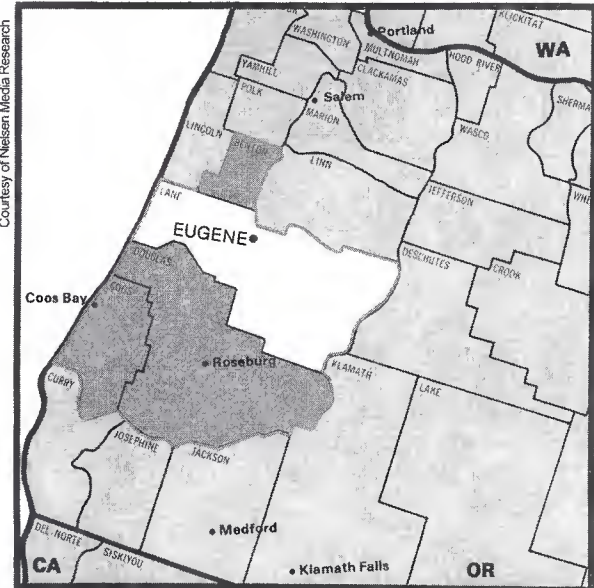 Courtesy of Nielsen Media Research
KLICKITAT
Portland
WASHINGTON
MULTNOMAH
HOOD RIVER
WA
YAMHILL
CLACKAMAS
SHERMA
POLK
Salem
MARION
LINCOLN
WASCO
BENTON
LINN
WHE
LANE
JEFFERSON
EUGENE
DOUGLAS
DESCHUTES
CROOK
COOS
Coos Bay
Roseburg
KLAMATH
LAKE
CURRY
JOSEPHINE
JACKSON
Medford
DEL NORTE
SISKIYOU
CA
Klamath Falls
OR